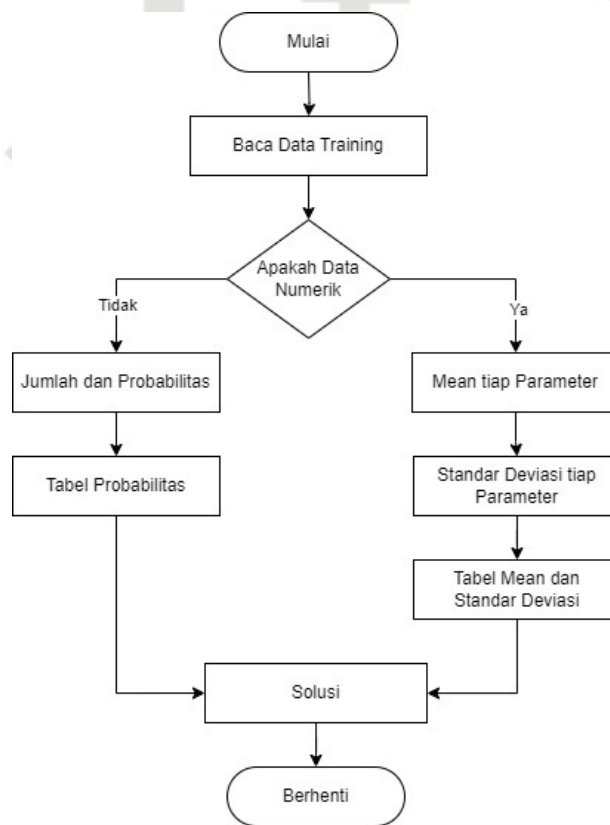 Mulai
Baca Data Training
Apakah Data
Numerik
Tidak
Ya
Jumlah dan Probabilitas
Mean tiap Parameter
Tabel Probabilitas
Standar Deviasi tiap
Parameter
Tabel Mean dan
Standar Deviasi
Solusi
Berhenti